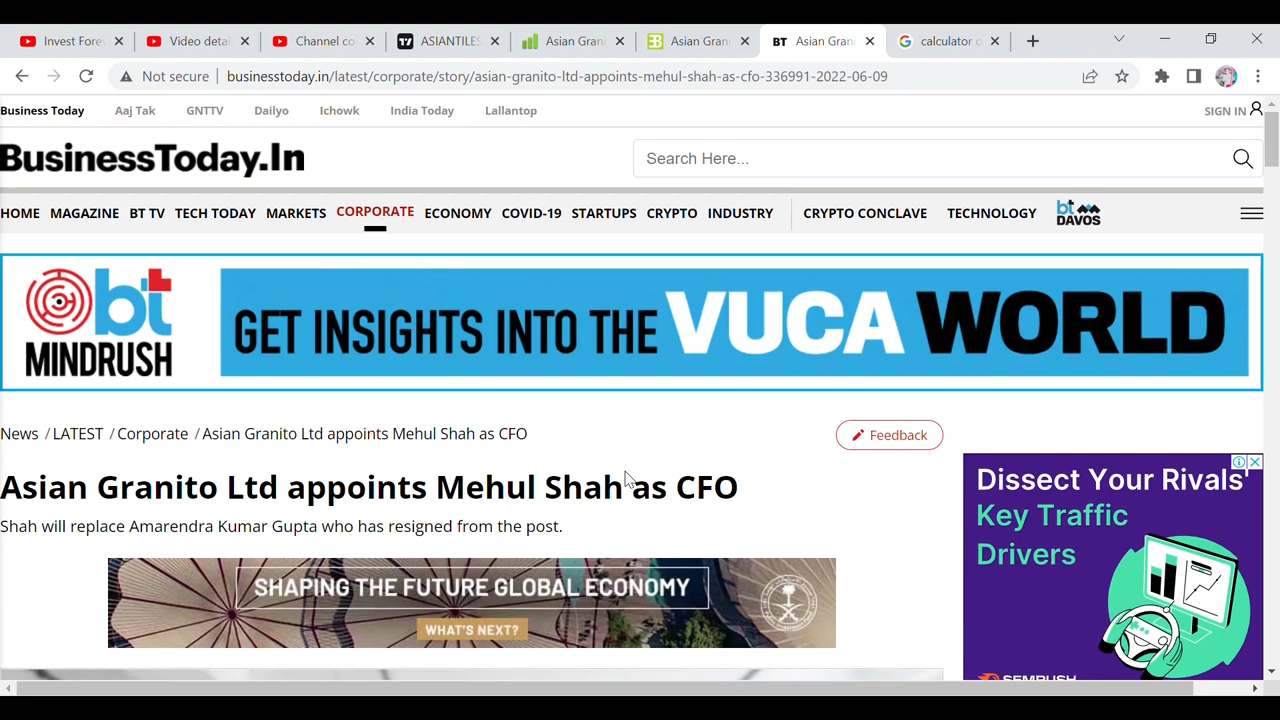 Invest Fore
Video detai
Channel co
ASIANTILES
Asian Grani
Asian Gran
BT Asian Gran
calculator c
Not secure businesstoday.in/latest/corporate/story/asian-granito-ltd-appoints-mehul-shah-as-cfo-336991-2022-06-09
Business Today Aaj Tak GNTTV Dailyo Ichowk India Today Lallantop SIGN IN
BusinessToday.In
Search Here...
HOME MAGAZINE BT TV TECH TODAY MARKETS CORPORATE ECONOMY COVID-19 STARTUPS CRYPTO INDUSTRY CRYPTO CONCLAVE TECHNOLOGY bt DAVOS
bt
MINDRUSH
GET INSIGHTS INTO THE VUCA WORLD
News / LATEST / Corporate / Asian Granito Ltd appoints Mehul Shah as CFO
Feedback
Asian Granito Ltd appoints Mehul Shah as CFO
Shah will replace Amarendra Kumar Gupta who has resigned from the post.
SHAPING THE FUTURE GLOBAL ECONOMY
WHAT'S NEXT?
Dissect Your Rivals'
Key Traffic
Drivers
SEMRUSH